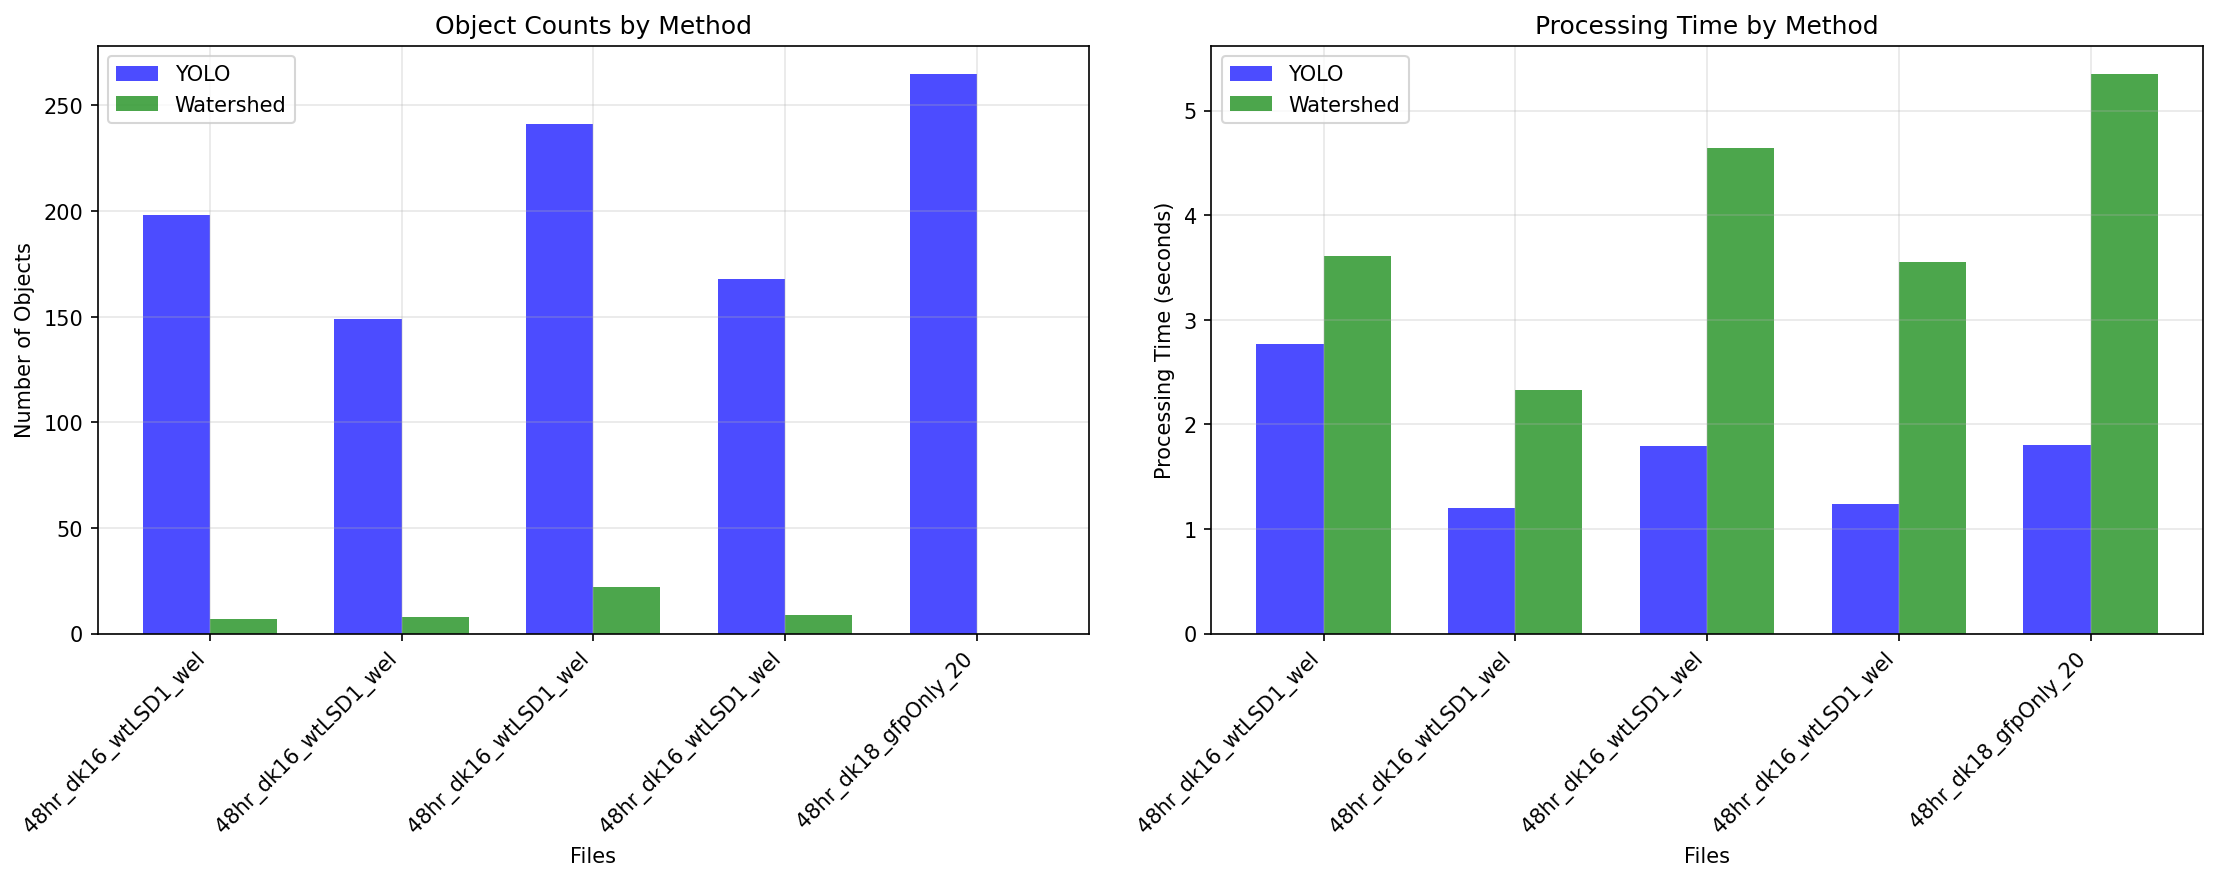 Object Counts by Method
YOLO
Watershed
Number of Objects
250
200
150
100
50
0
48hr_dk16_wtLSD1_wel
48hr_dk16_wtLSD1_wel
48hr_dk16_wtLSD1_wel
48hr_dk16_wtLSD1_wel
48hr_dk18_gfpOnly_20
Files
Processing Time by Method
YOLO
Watershed
Processing Time (seconds)
5
4
3
2
1
0
48hr_dk16_wtLSD1_wel
48hr_dk16_wtLSD1_wel
48hr_dk16_wtLSD1_wel
48hr_dk16_wtLSD1_wel
48hr_dk18_gfpOnly_20
Files